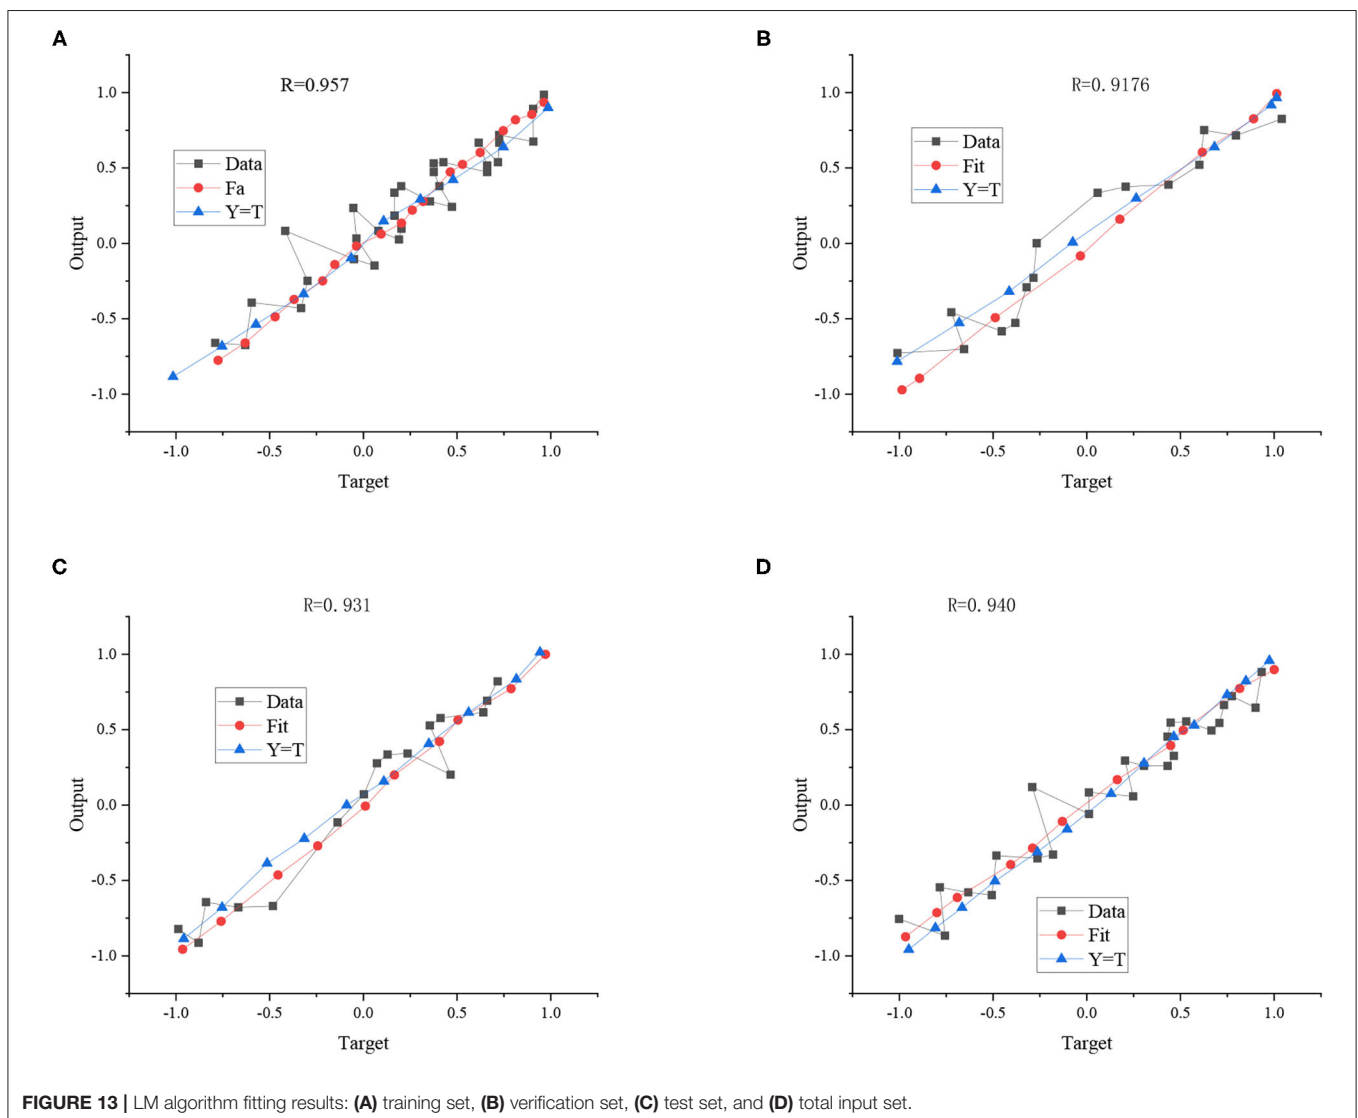 A
R=0.957
1.0
0.5
0.0
-0.5
-1.0
Output
Data
Fa
Y=T
-1.0 -0.5 0.0 0.5 1.0
Target
B
R=0.9176
1.0
0.5
0.0
-0.5
-1.0
Output
Data
Fit
Y=T
-1.0 -0.5 0.0 0.5 1.0
Target
C
R=0.931
1.0
0.5
0.0
-0.5
-1.0
Output
Data
Fit
Y=T
-1.0 -0.5 0.0 0.5 1.0
Target
D
R=0.940
1.0
0.5
0.0
-0.5
-1.0
Output
Data
Fit
Y=T
-1.0 -0.5 0.0 0.5 1.0
Target
FIGURE 13 | LM algorithm fitting results: (A) training set, (B) verification set, (C) test set, and (D) total input set.